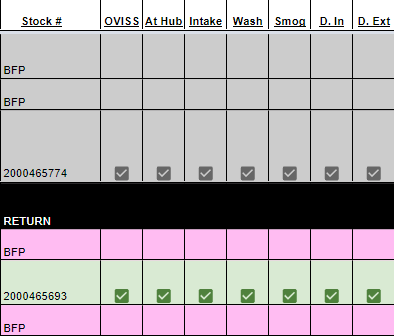 Stock # OVISS At Hub Intake Wash Smog D. In D. Ext
BFP
BFP
2000465774
RETURN
BFP
2000465693
BFP